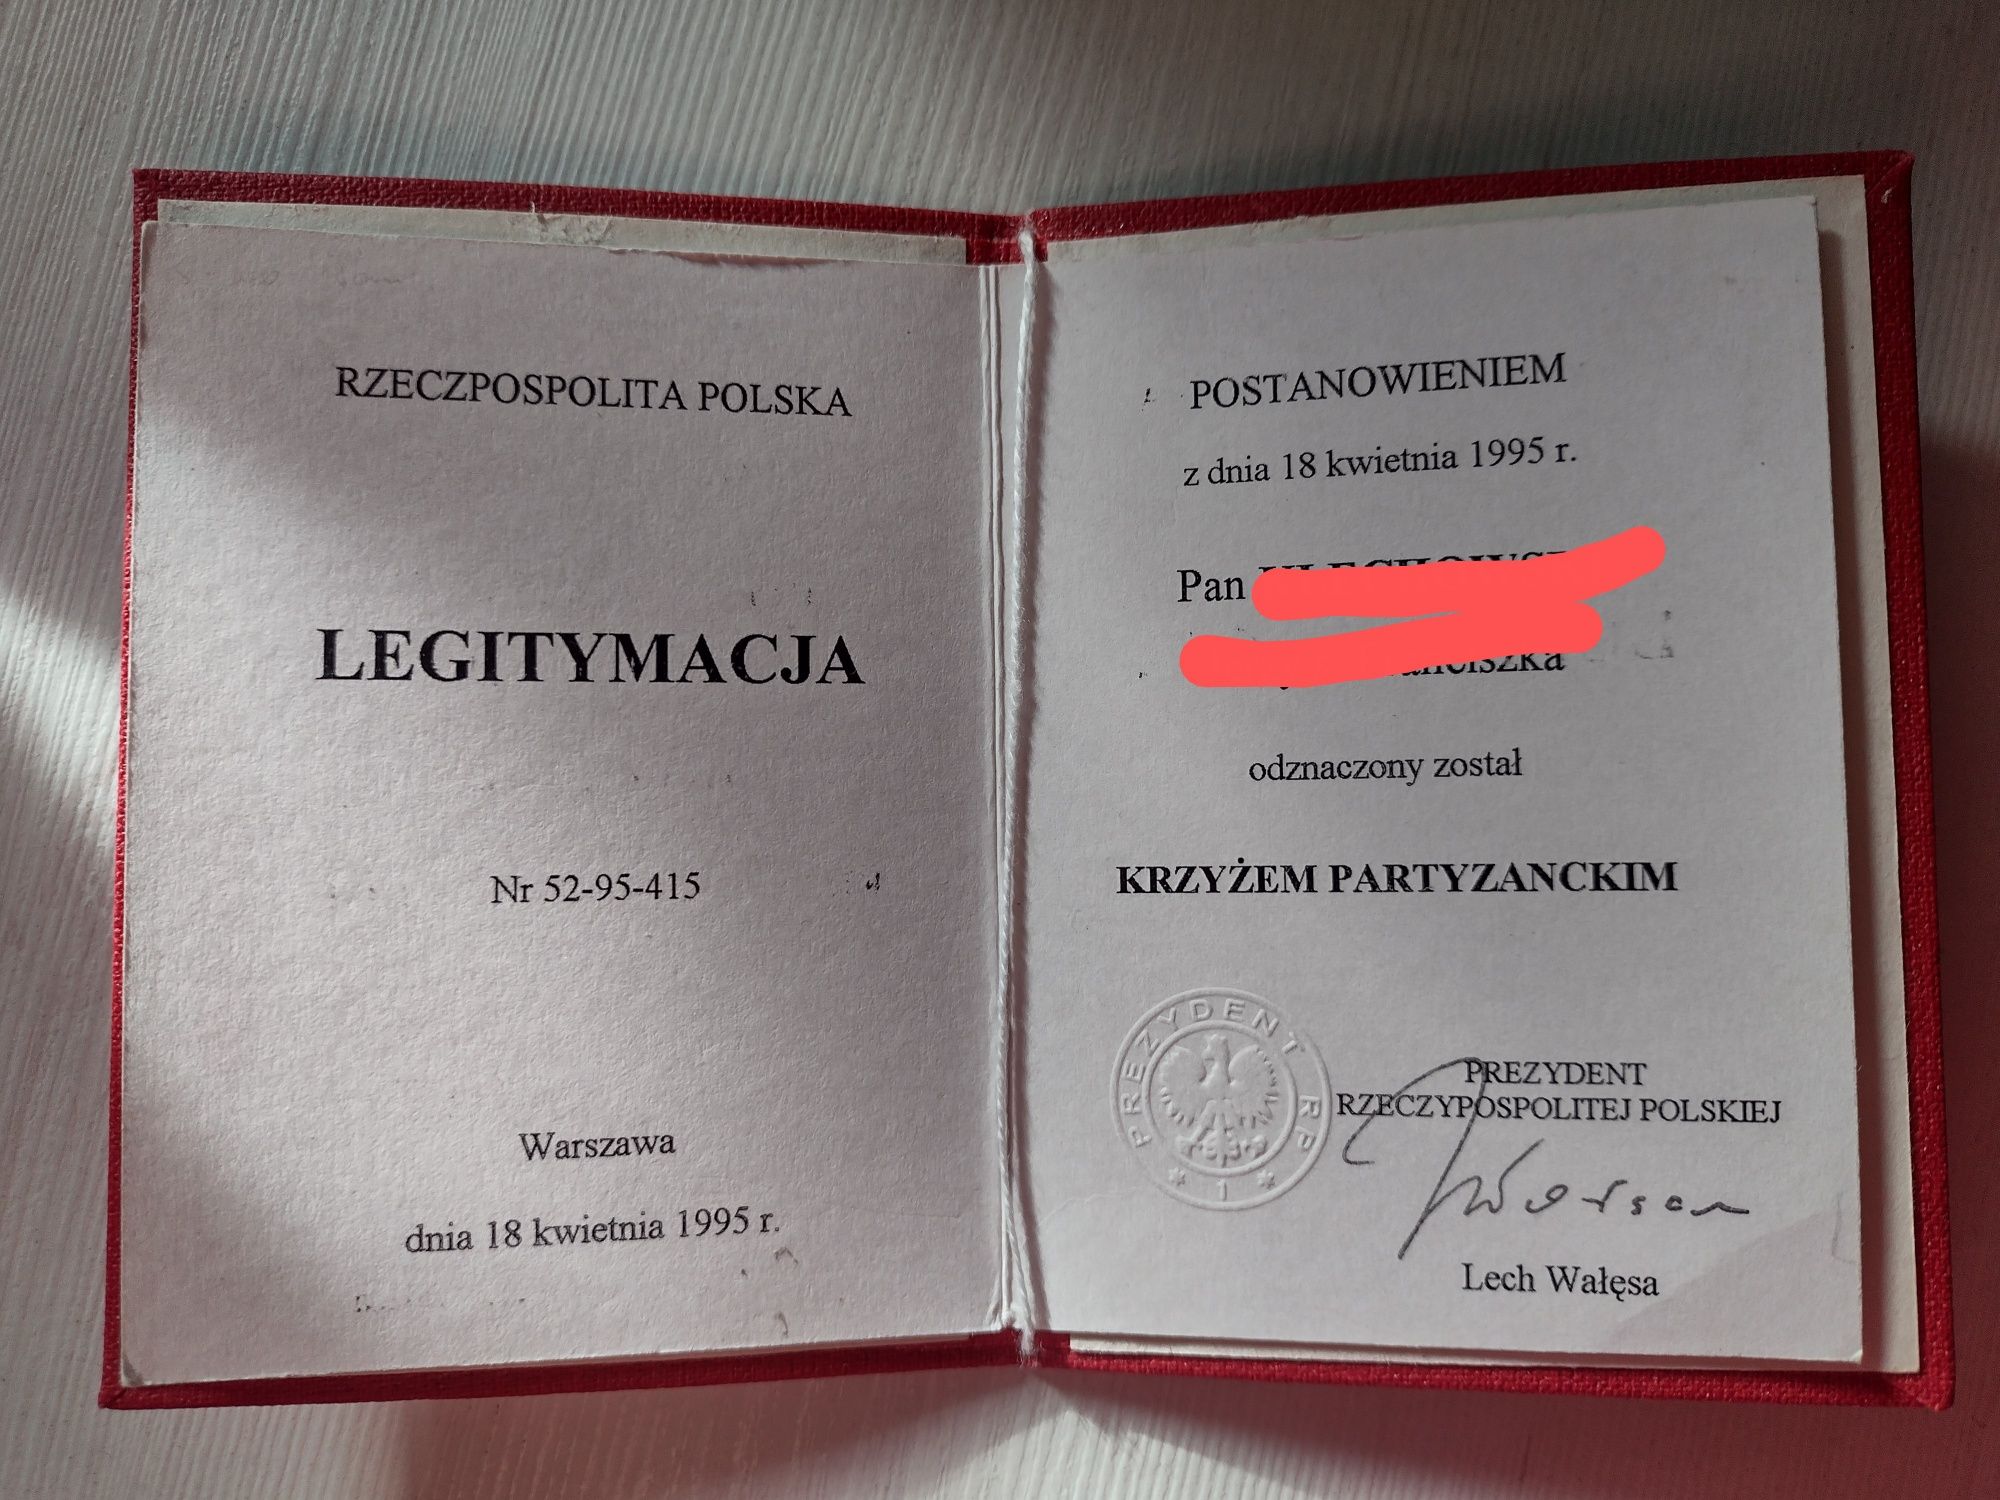 RZECZPOSPOLITA POLSKA
LEGITYMACJA
Nr 52-95-415
Warszawa
dnia 18 kwietnia 1995 r.
POSTANOWIENIEM
z dnia 18 kwietnia 1995 r.
Pan
odznaczony został
KRZYŻEM PARTYZANCKIM
PREZYDENT RP
1
PREZYDENT
RZECZYPOSPOLITEJ POLSKIEJ
Lech Wałęsa